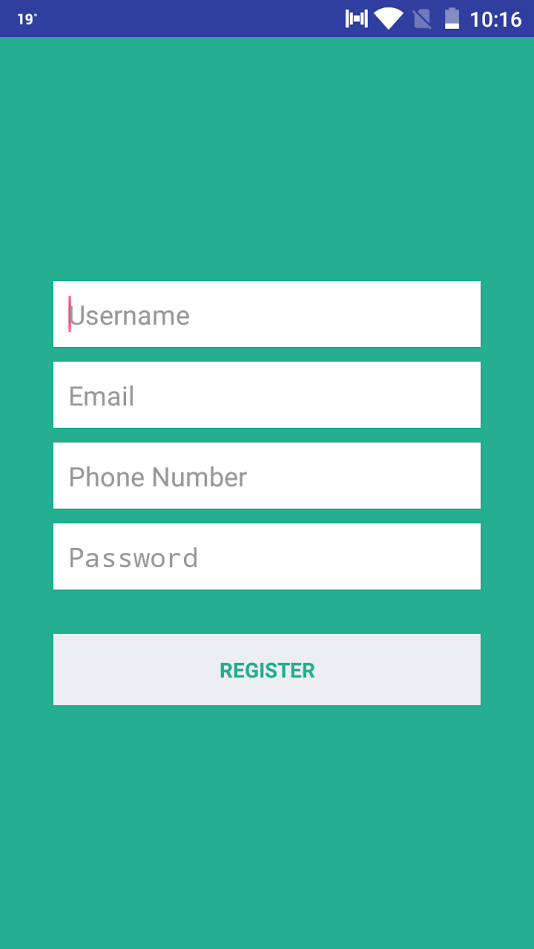 19° 10:16
Username
Email
Phone Number
Password
REGISTER